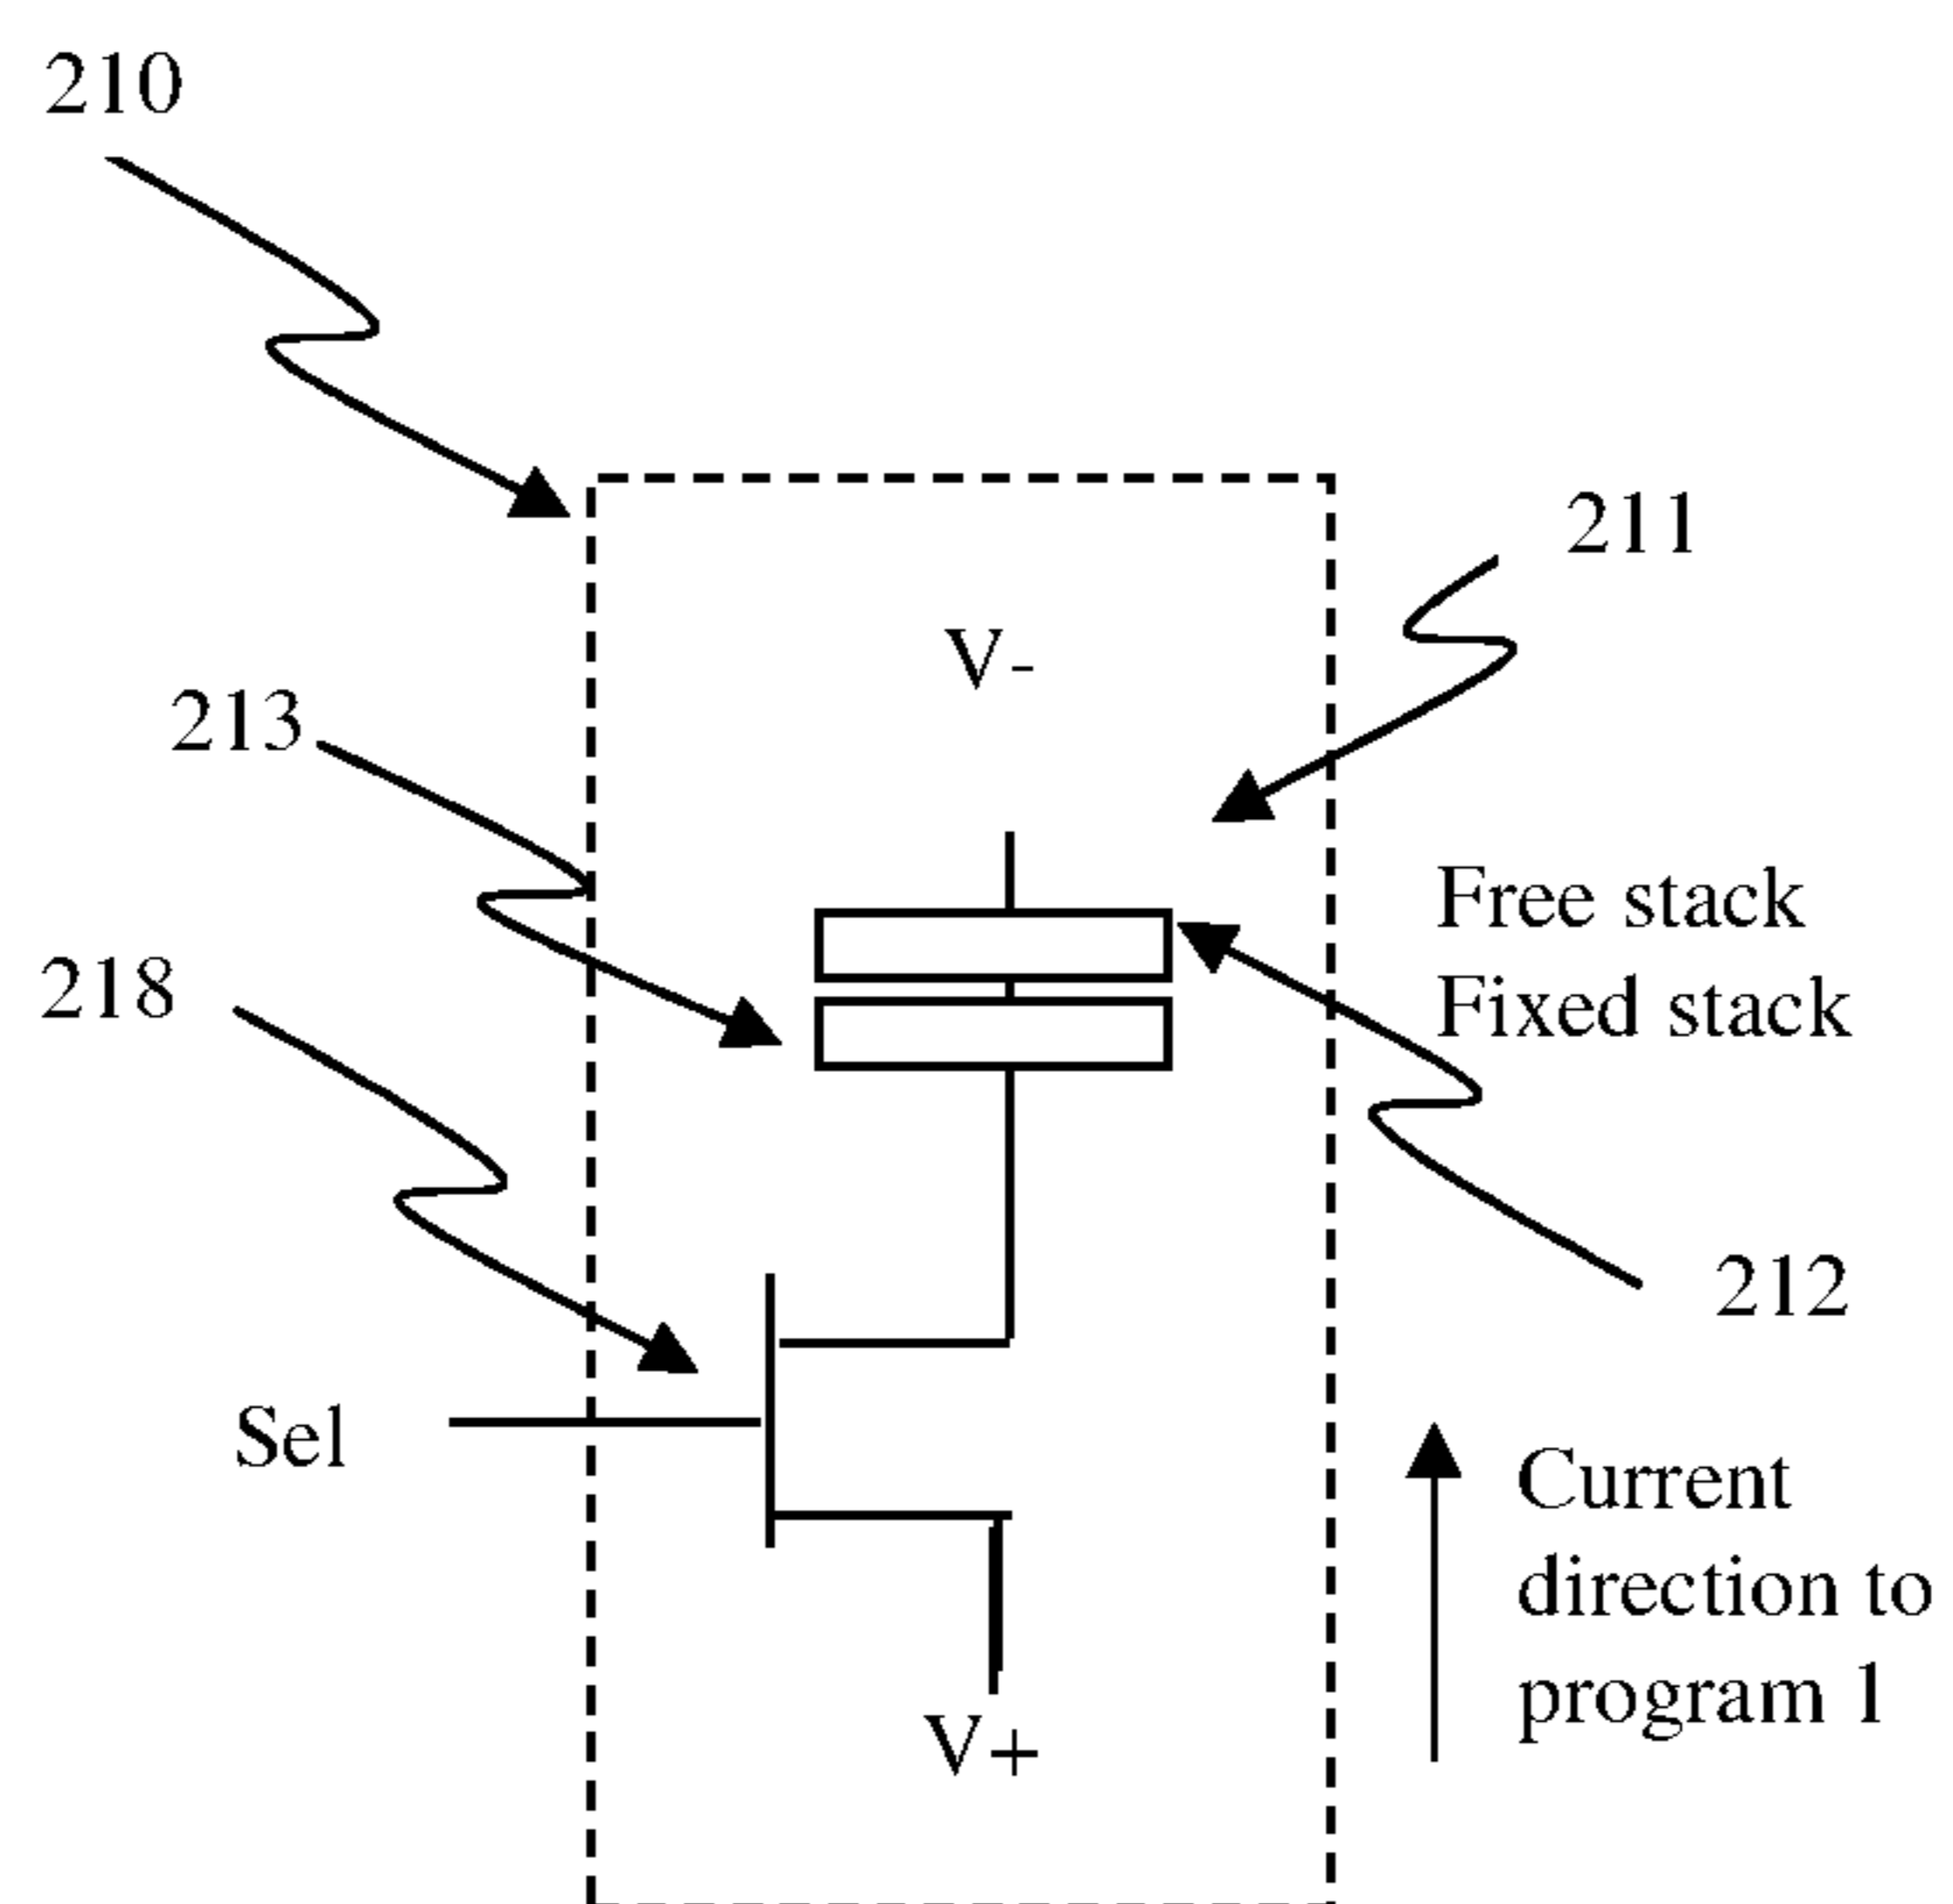 210
211
V-
213
Free stack
218
Fixed stack
212
Sel
Current
direction to
program 1
V+